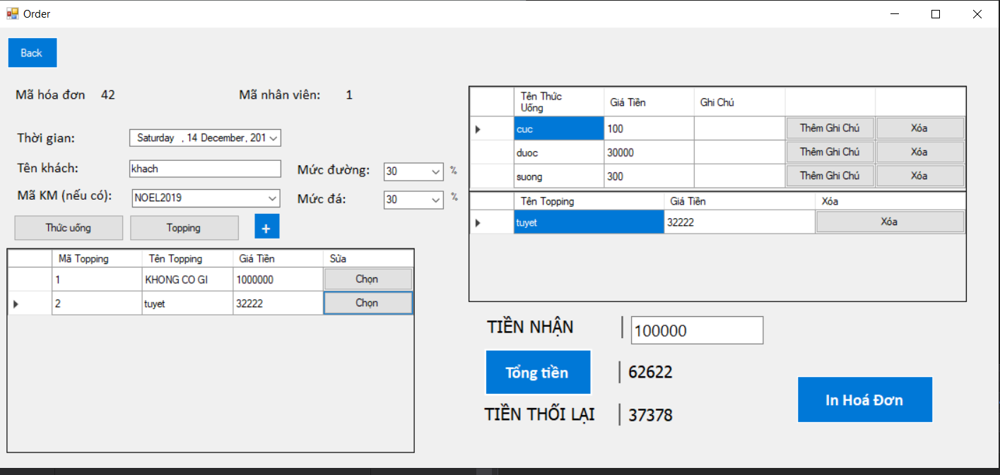 Order
Back
Mã hóa đơn 42 Mã nhân viên: 1
Thời gian: Saturday , 14 December, 201
Tên khách: khach Mức đường: 30 %
Mã KM (nếu có): NOEL2019 Mức đá: 30 %
Thức uống Topping +
Mã Topping Tên Topping Giá Tiền Sửa
1 KHONG CO GI 1000000 Chọn
2 tuyet 32222 Chọn
Tên Thức
Uống Giá Tiền Ghi Chú
cuc 100 Thêm Ghi Chú Xóa
duoc 30000 Thêm Ghi Chú Xóa
suong 300 Thêm Ghi Chú Xóa
Tên Topping Giá Tiền Xóa
tuyet 32222 Xóa
TIỀN NHẬN | 100000
Tổng tiền | 62622
TIỀN THỐI LẠI | 37378
In Hoá Đơn